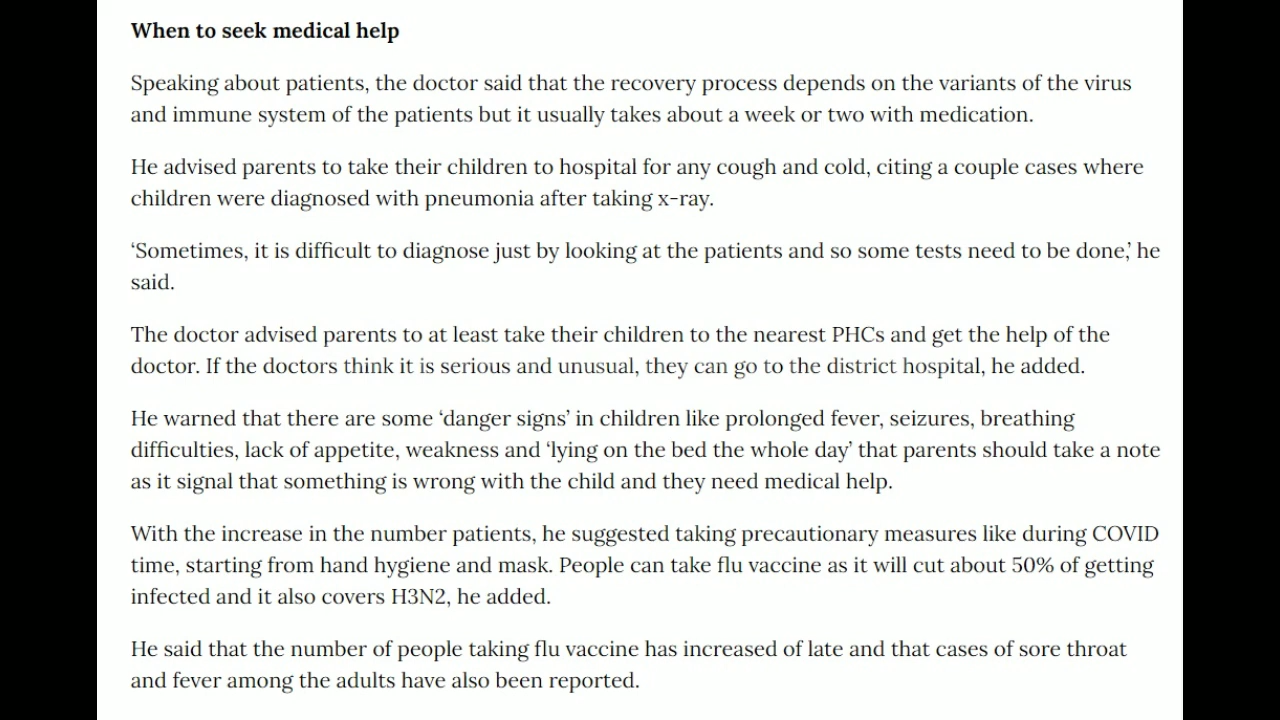 When to seek medical help
Speaking about patients, the doctor said that the recovery process depends on the variants of the virus
and immune system of the patients but it usually takes about a week or two with medication.
He advised parents to take their children to hospital for any cough and cold, citing a couple cases where
children were diagnosed with pneumonia after taking x-ray.
‘Sometimes, it is difficult to diagnose just by looking at the patients and so some tests need to be done,’ he
said.
The doctor advised parents to at least take their children to the nearest PHCs and get the help of the
doctor. If the doctors think it is serious and unusual, they can go to the district hospital, he added.
He warned that there are some ‘danger signs’ in children like prolonged fever, seizures, breathing
difficulties, lack of appetite, weakness and ‘lying on the bed the whole day’ that parents should take a note
as it signal that something is wrong with the child and they need medical help.
With the increase in the number patients, he suggested taking precautionary measures like during COVID
time, starting from hand hygiene and mask. People can take flu vaccine as it will cut about 50% of getting
infected and it also covers H3N2, he added.
He said that the number of people taking flu vaccine has increased of late and that cases of sore throat
and fever among the adults have also been reported.